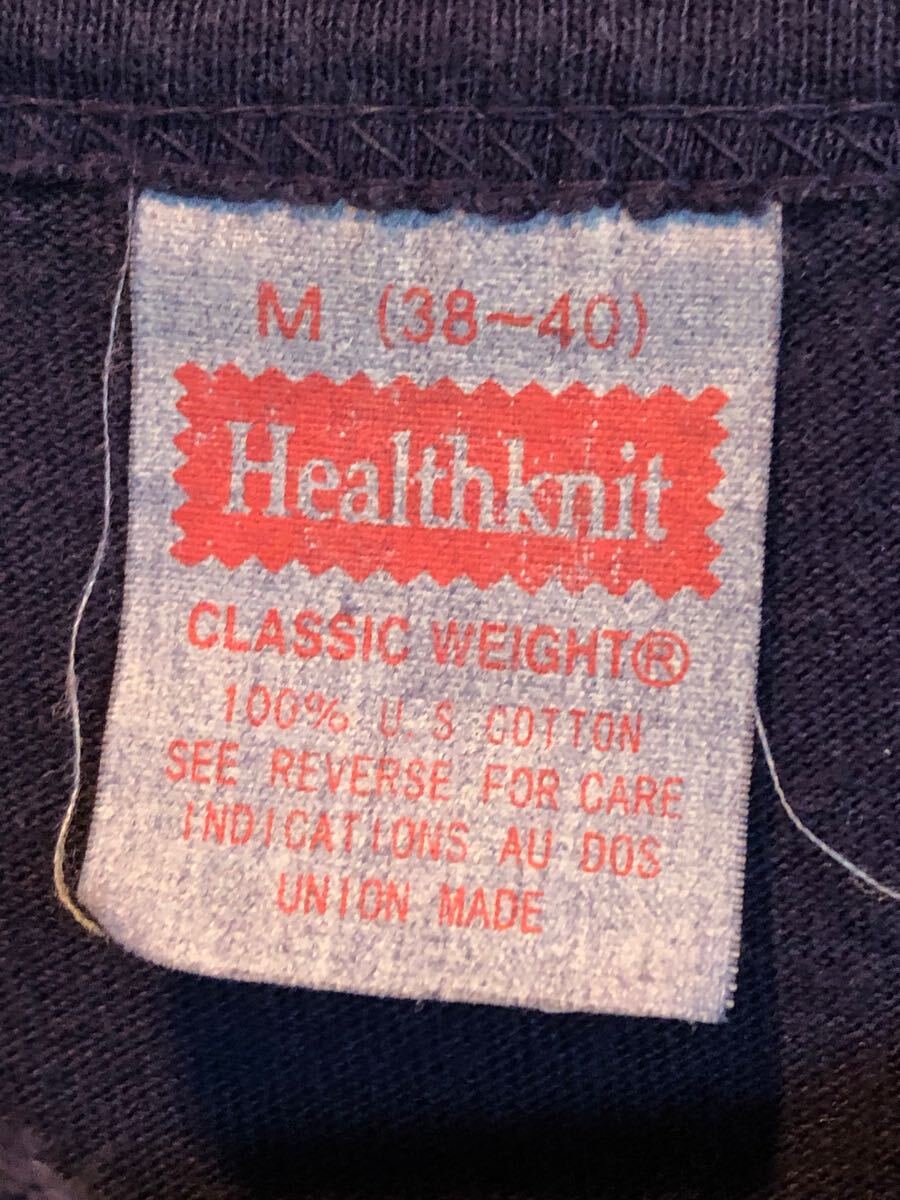 M (38-40)
Healthknit
CLASSIC WEIGHT®
100% U.S COTTON
SEE REVERSE FOR CARE
INDICATIONS AU DOS
UNION MADE